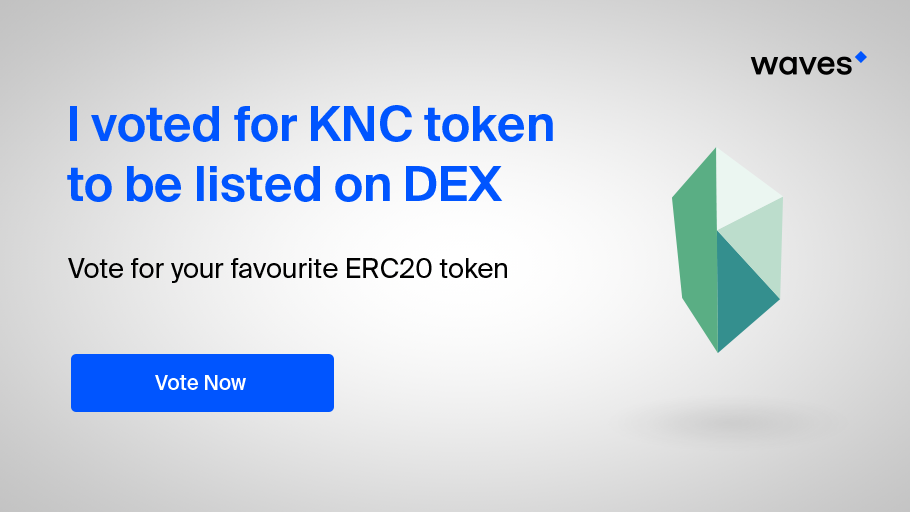 waves
I voted for KNC token
to be listed on DEX
Vote for your favourite ERC20 token
Vote Now